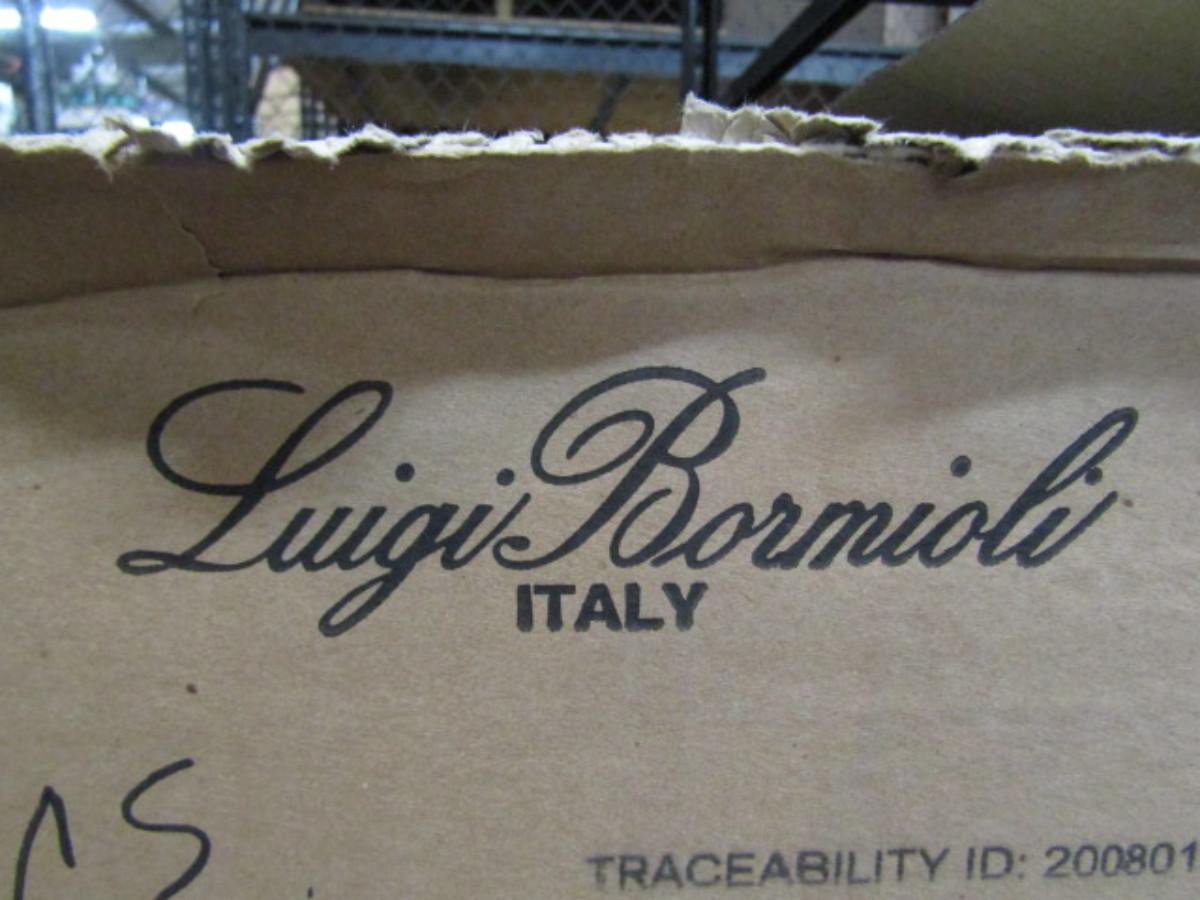 Luigi Bormioli
ITALY
TRACEABILITY ID: 200801